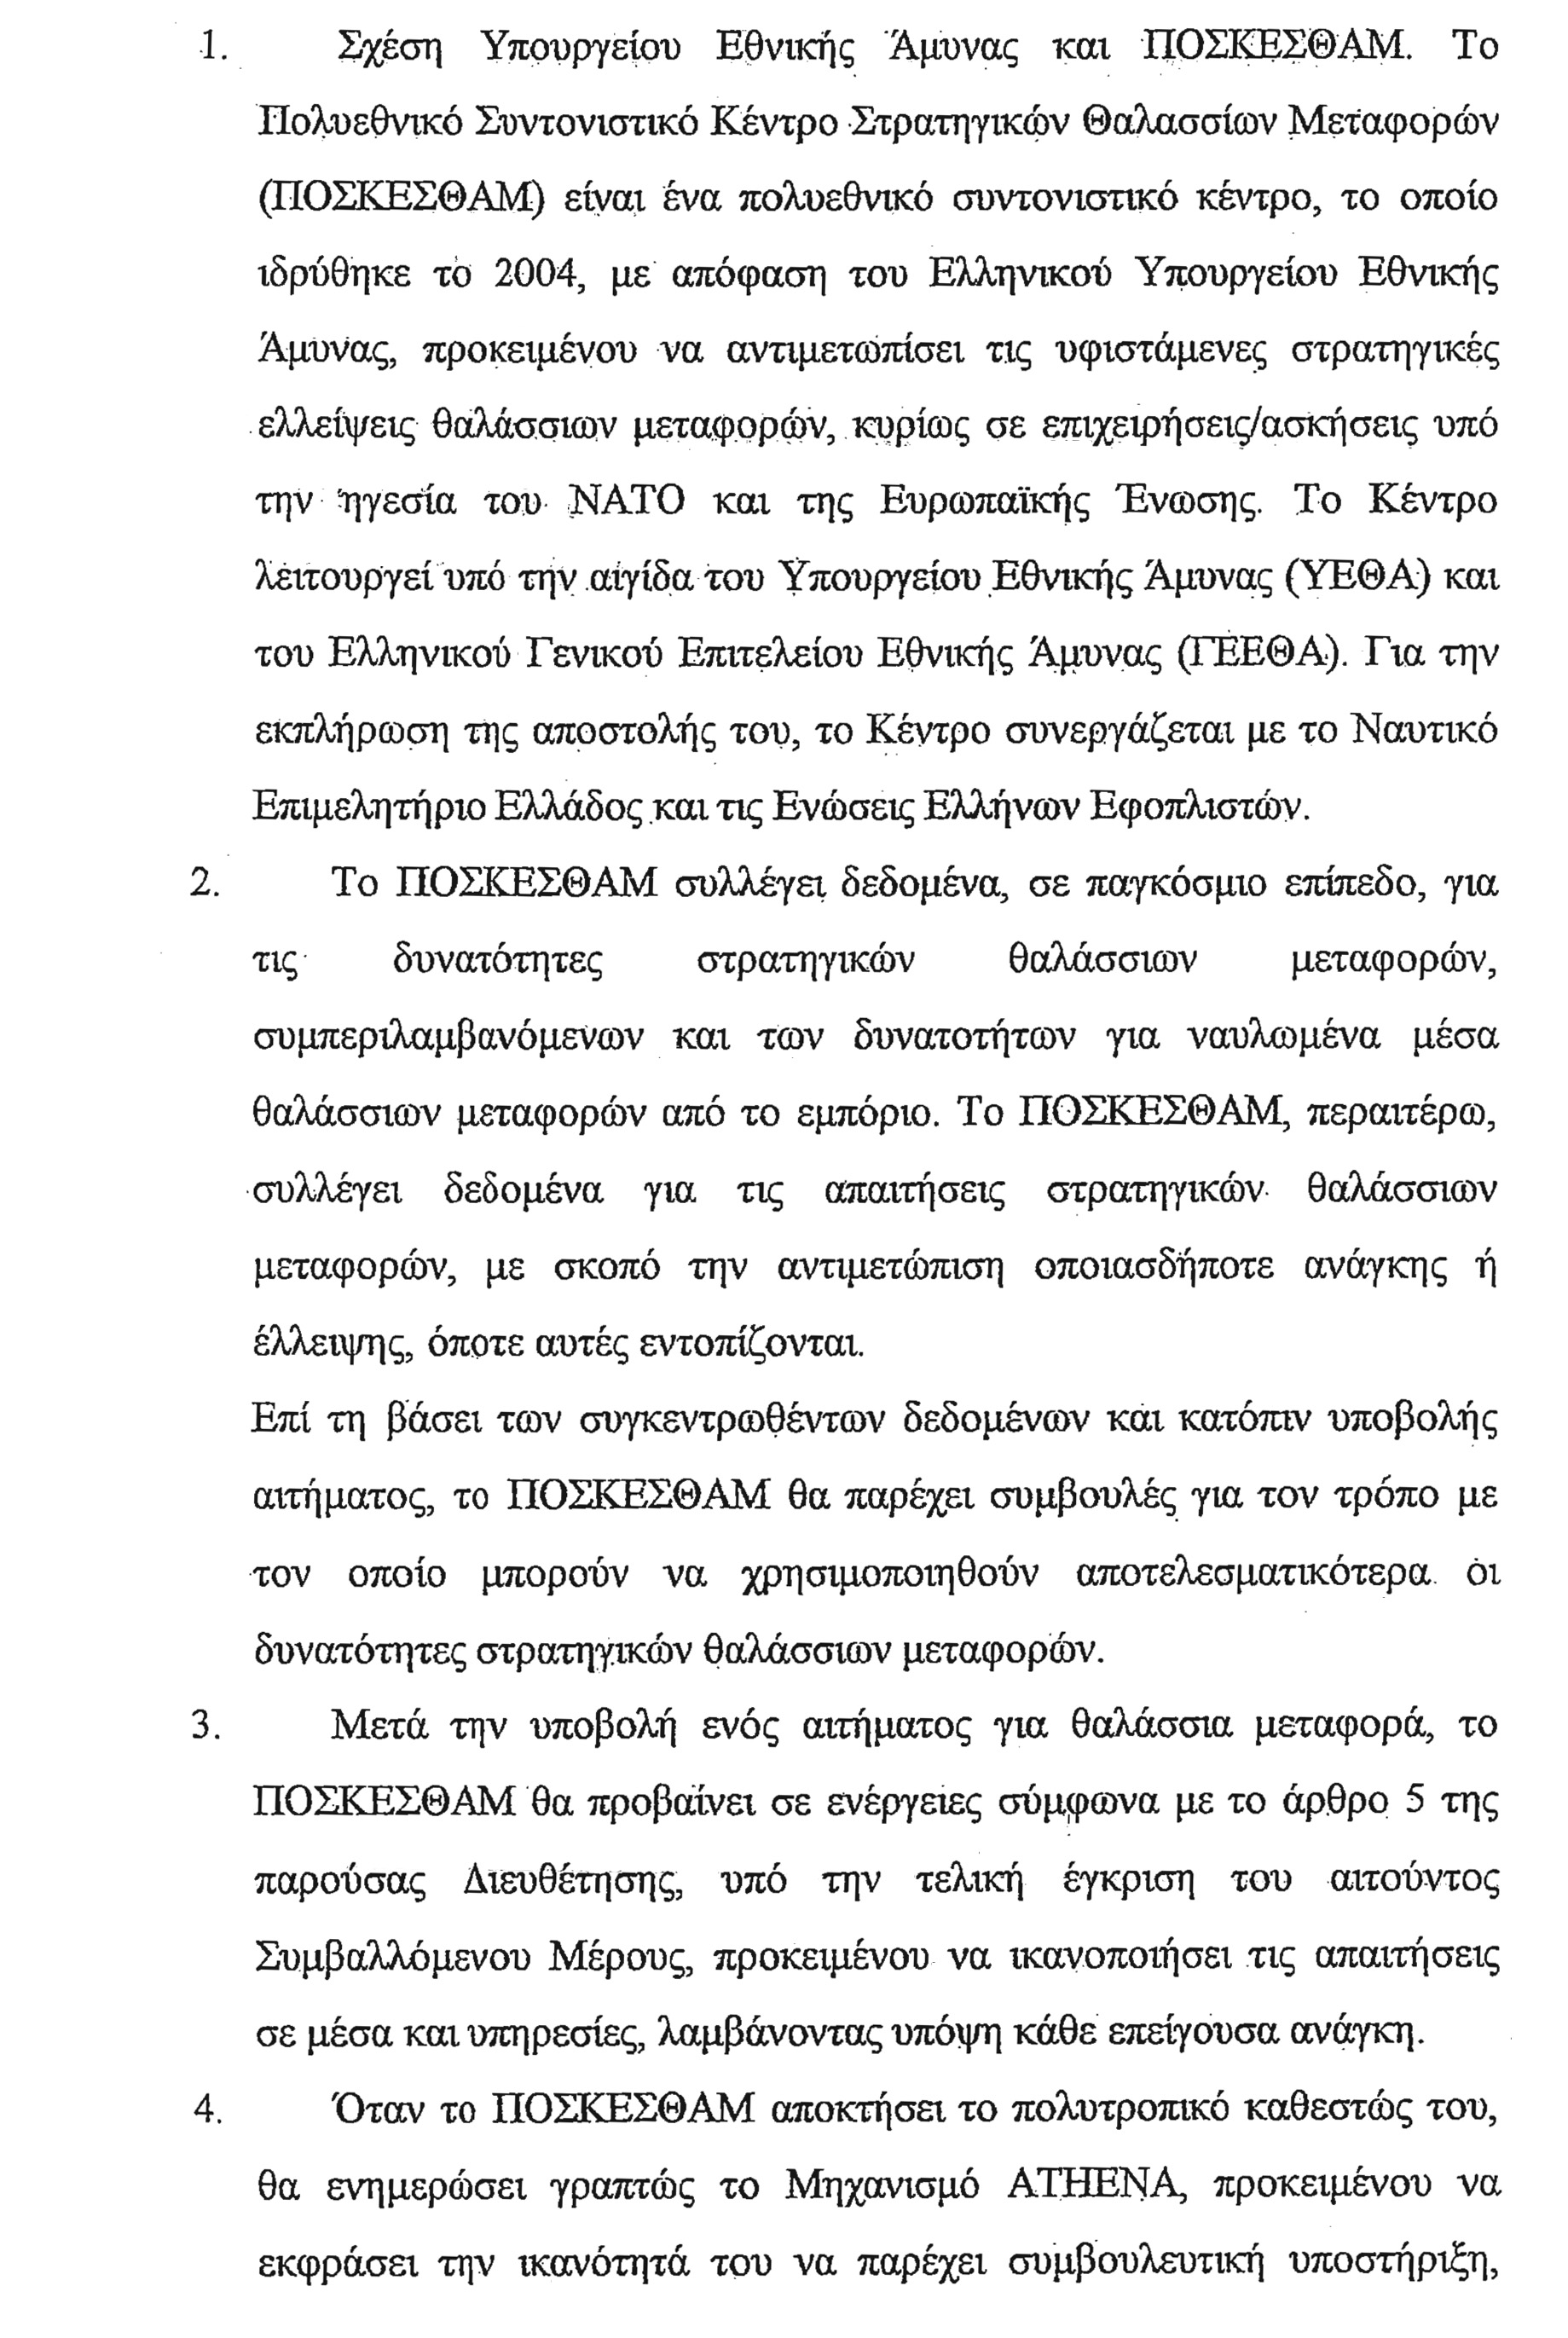 1. Σχέση Υπουργείου Εθνικής Άμυνας και ΠΟΣΚΕΣΘΑΜ. Το
Πολυεθνικό Συντονιστικό Κέντρο Στρατηγικών Θαλασσίων Μεταφορών
(ΠΟΣΚΕΣΘΑΜ) είναι ένα πολυεθνικό συντονιστικό κέντρο, το οποίο
ιδρύθηκε το 2004, με απόφαση του Ελληνικού Υπουργείου Εθνικής
Άμυνας, προκειμένου να αντιμετωπίσει τις υφιστάμενες στρατηγικές
ελλείψεις θαλάσσιων μεταφορών, κυρίως σε επιχειρήσεις/ασκήσεις υπό
την ηγεσία του ΝΑΤΟ και της Ευρωπαϊκής Ένωσης. Το Κέντρο
λειτουργεί υπό την αιγίδα του Υπουργείου Εθνικής Άμυνας (ΥΕΘΑ) και
του Ελληνικού Γενικού Επιτελείου Εθνικής Άμυνας (ΓΕΕΘΑ). Για την
εκπλήρωση της αποστολής του, το Κέντρο συνεργάζεται με το Ναυτικό
Επιμελητήριο Ελλάδος και τις Ενώσεις Ελλήνων Εφοπλιστών.
2. Το ΠΟΣΚΕΣΘΑΜ συλλέγει δεδομένα, σε παγκόσμιο επίπεδο, για
τις δυνατότητες στρατηγικών θαλάσσιων μεταφορών,
συμπεριλαμβανόμενων και των δυνατοτήτων για ναυλωμένα μέσα
θαλάσσιων μεταφορών από το εμπόριο. Το ΠΟΣΚΕΣΘΑΜ, περαιτέρω,
συλλέγει δεδομένα για τις απαιτήσεις στρατηγικών θαλάσσιων
μεταφορών, με σκοπό την αντιμετώπιση οποιασδήποτε ανάγκης ή
έλλειψης, όποτε αυτές εντοπίζονται.
Επί τη βάσει των συγκεντρωθέντων δεδομένων και κατόπιν υποβολής
αιτήματος, το ΠΟΣΚΕΣΘΑΜ θα παρέχει συμβουλές για τον τρόπο με
τον οποίο μπορούν να χρησιμοποιηθούν αποτελεσματικότερα οι
δυνατότητες στρατηγικών θαλάσσιων μεταφορών.
3. Μετά την υποβολή ενός αιτήματος για θαλάσσια μεταφορά, το
ΠΟΣΚΕΣΘΑΜ θα προβαίνει σε ενέργειες σύμφωνα με το άρθρο 5 της
παρούσας Διευθέτησης, υπό την τελική έγκριση του αιτούντος
Συμβαλλόμενου Μέρους, προκειμένου να ικανοποιήσει τις απαιτήσεις
σε μέσα και υπηρεσίες, λαμβάνοντας υπόψη κάθε επείγουσα ανάγκη.
4. Όταν το ΠΟΣΚΕΣΘΑΜ αποκτήσει το πολυτροπικό καθεστώς του,
θα ενημερώσει γραπτώς το Μηχανισμό ATHENA, προκειμένου να
εκφράσει την ικανότητά του να παρέχει συμβουλευτική υποστήριξη,